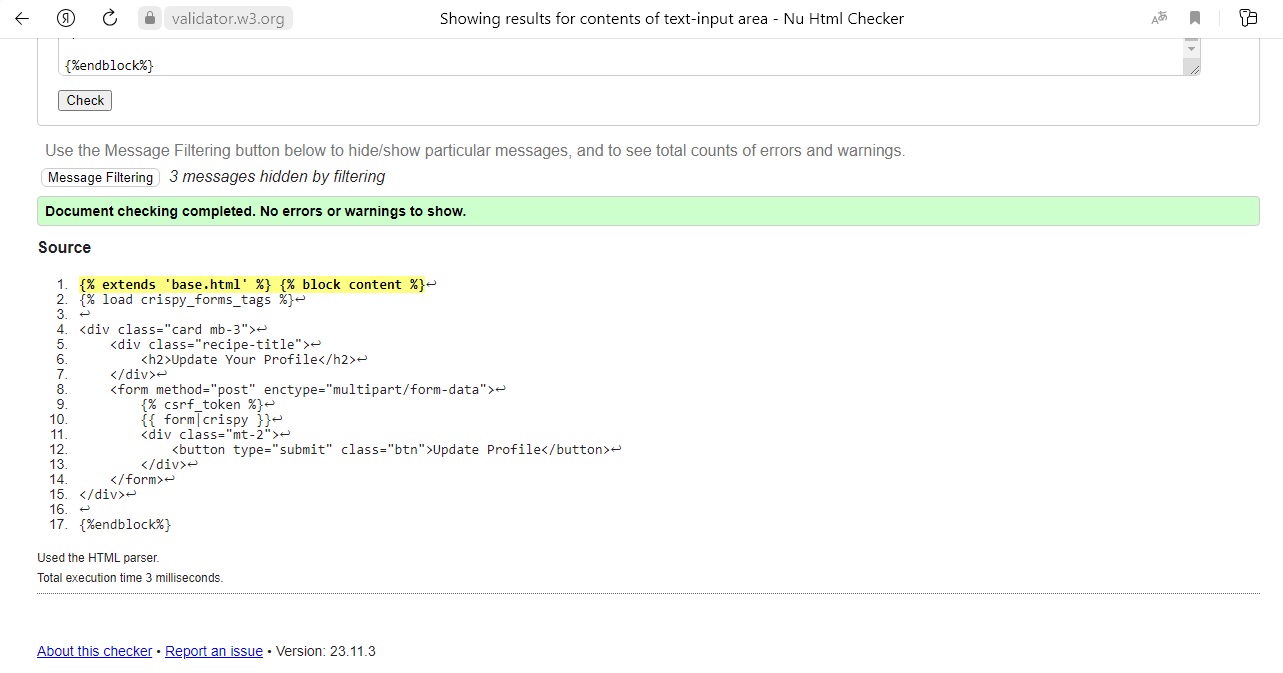 validator.w3.org
Showing results for contents of text-input area - Nu Html Checker
{%endblock%}
Check
Use the Message Filtering button below to hide/show particular messages, and to see total counts of errors and warnings.
Message Filtering 3 messages hidden by filtering
Document checking completed. No errors or warnings to show.
Source
1. {% extends 'base.html' %} {% block content %}↩
2. {% load crispy_forms_tags %}↩
3. ↩
4. <div class="card mb-3">↩
5.     <div class="recipe-title">↩
6.         <h2>Update Your Profile</h2>↩
7.     </div>↩
8.     <form method="post" enctype="multipart/form-data">↩
9.         {% csrf_token %}↩
10.         {{ form|crispy }}↩
11.         <div class="mt-2">↩
12.             <button type="submit" class="btn">Update Profile</button>↩
13.         </div>↩
14.     </form>↩
15. </div>↩
16. ↩
17. {%endblock%}
Used the HTML parser.
Total execution time 3 milliseconds.
About this checker • Report an issue • Version: 23.11.3